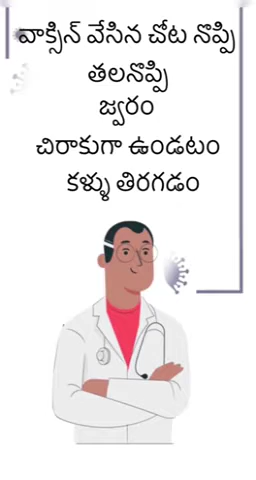 వాక్సిన్ వేసిన చోట నొప్పి
తలనొప్పి
జ్వరం
చిరాకుగా ఉండటం
కళ్ళు తిరగడం